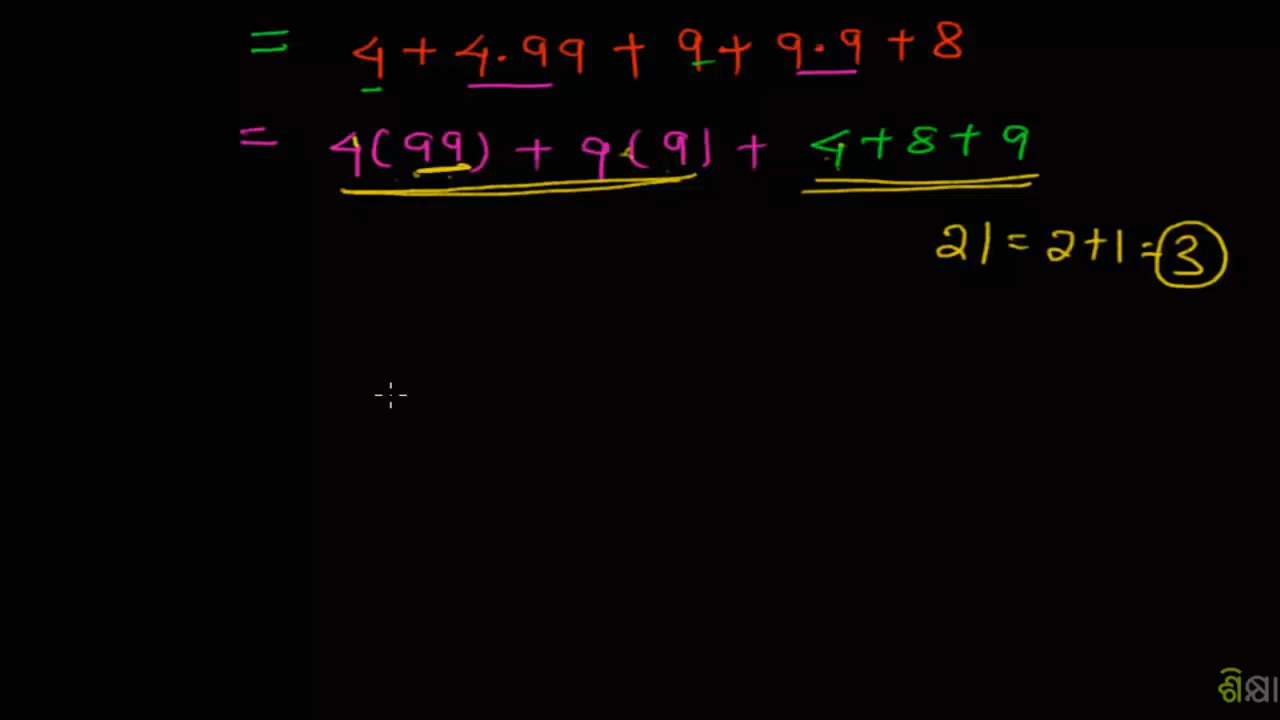 = 4 + 4·99 + 9 + 9·9 + 8
= 4(99) + 9(9) + 4+8+9
21 = 2+1 = 3
ଶିକ୍ଷା